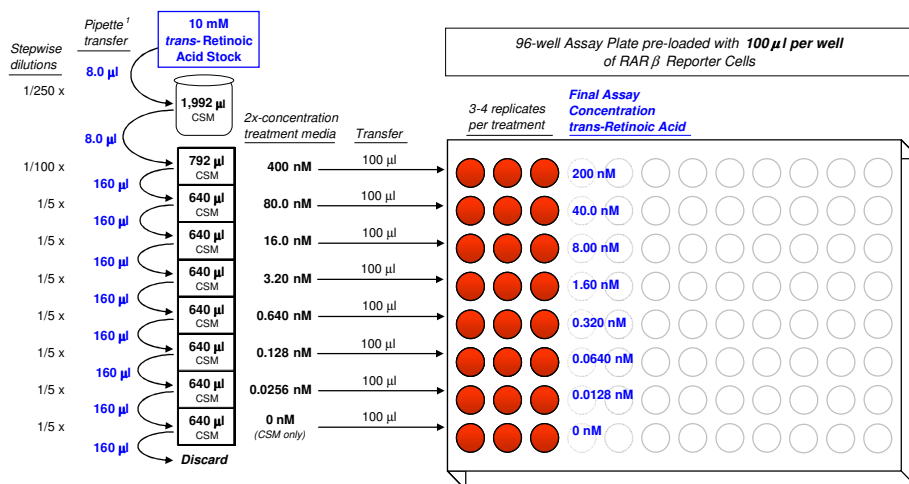 Stepwise
dilutions
Pipette 1
transfer
10 mM
trans- Retinoic
Acid Stock
96-well Assay Plate pre-loaded with 100 µl per well
of RAR β Reporter Cells
8.0 µl
1/250 x
1,992 µl
CSM
2x-concentration
treatment media
Transfer
3-4 replicates
per treatment
Final Assay
Concentration
trans-Retinoic Acid
8.0 µl
1/100 x
792 µl
CSM
400 nM
100 µl
200 nM
160 µl
1/5 x
640 µl
CSM
80.0 nM
100 µl
40.0 nM
160 µl
1/5 x
640 µl
CSM
16.0 nM
100 µl
8.00 nM
160 µl
1/5 x
640 µl
CSM
3.20 nM
100 µl
1.60 nM
160 µl
1/5 x
640 µl
CSM
0.640 nM
100 µl
0.320 nM
160 µl
1/5 x
640 µl
CSM
0.128 nM
100 µl
0.0640 nM
160 µl
1/5 x
640 µl
CSM
0.0256 nM
100 µl
0.0128 nM
160 µl
1/5 x
640 µl
CSM
0 nM
(CSM only)
100 µl
0 nM
160 µl
Discard